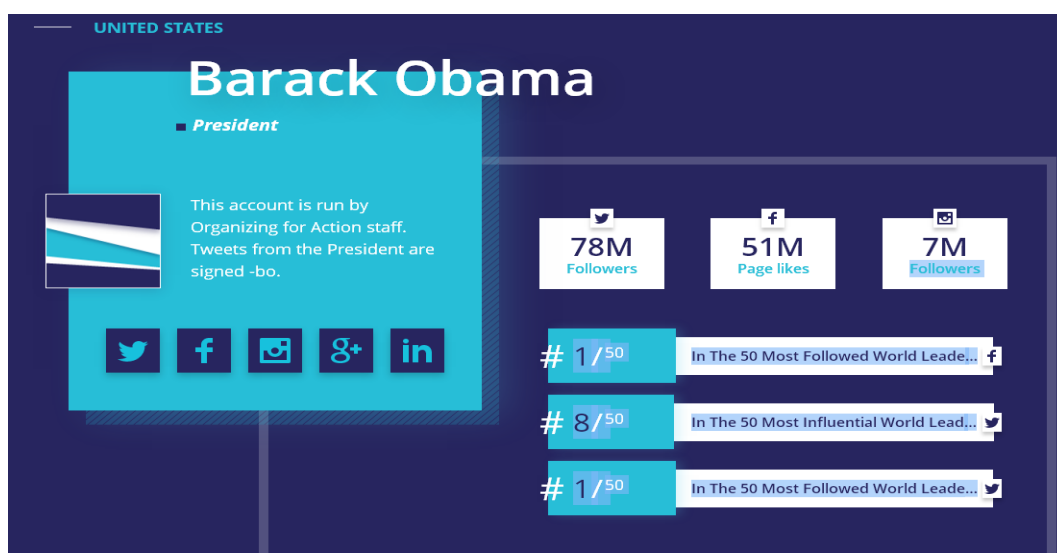 UNITED STATES
Barack Obama
President
This account is run by
Organizing for Action staff.
Tweets from the President are
signed -bo.
g+
in
78M
Followers
f
51M
Page likes
7M
Followers
# 1/50
In The 50 Most Followed World Leade...
# 8/50
In The 50 Most Influential World Lead...
# 1/50
In The 50 Most Followed World Leade...